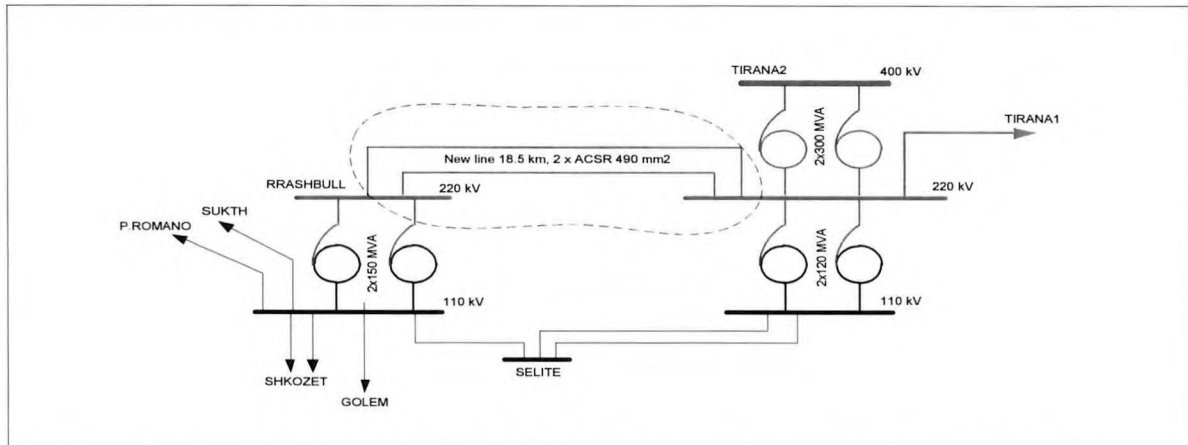 TIRANA2
400 kV
2x300 MVA
TIRANA1
New line 18.5 km, 2 x ACSR 490 mm2
RRASHBULL
220 kV
220 kV
SUKTH
P.ROMANO
2x150 MVA
2x120 MVA
110 kV
110 kV
SELITE
SHKOZET
GOLEM